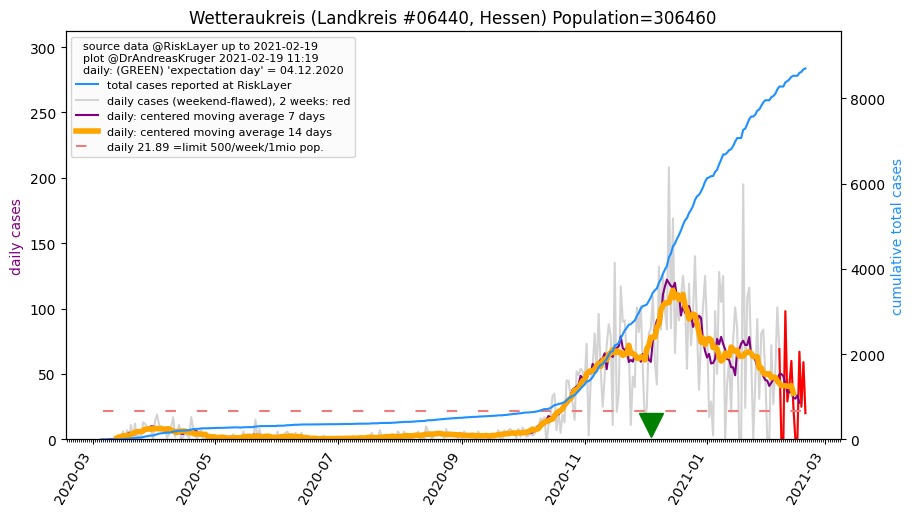 Wetteraukreis (Landkreis #06440, Hessen) Population=306460
source data @RiskLayer up to 2021-02-19
plot @DrAndreasKruger 2021-02-19 11:19
daily: (GREEN) 'expectation day' = 04.12.2020
total cases reported at RiskLayer
daily cases (weekend-flawed), 2 weeks: red
daily: centered moving average 7 days
daily: centered moving average 14 days
daily 21.89 =limit 500/week/1mio pop.
daily cases
300
250
200
150
100
50
0
cumulative total cases
8000
6000
4000
2000
0
2020-03
2020-05
2020-07
2020-09
2020-11
2021-01
2021-03